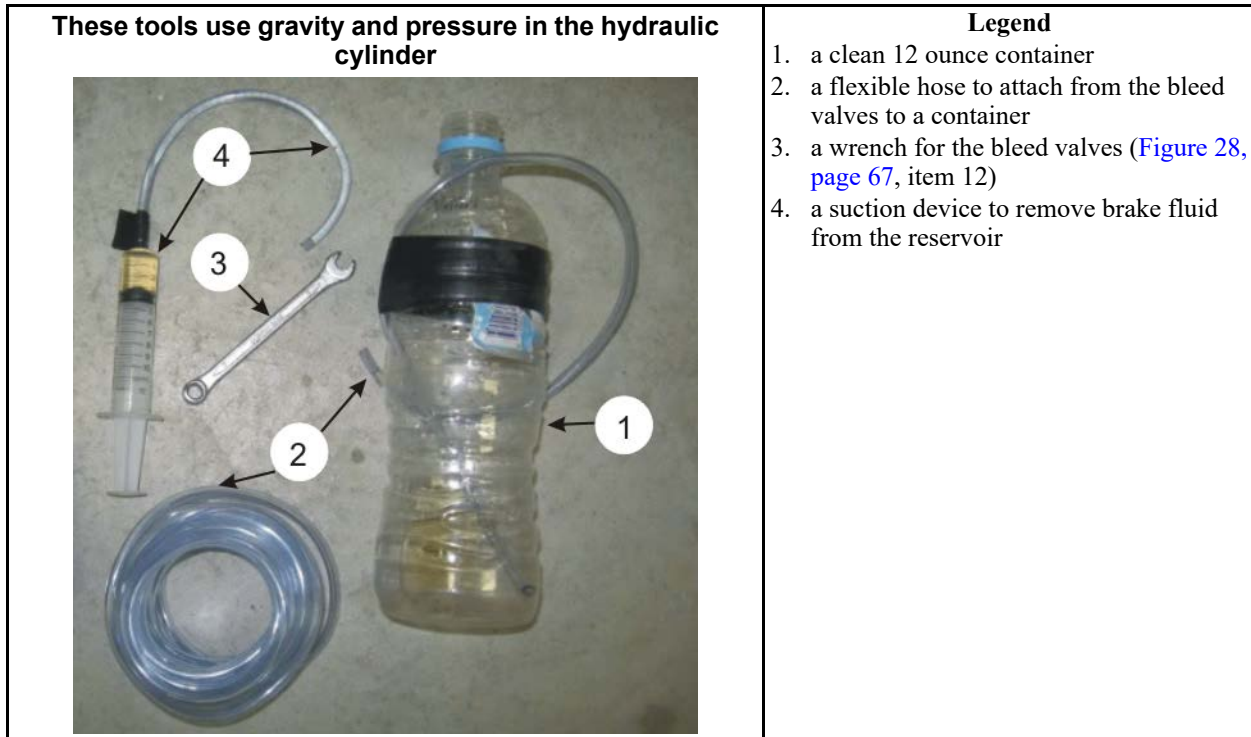 These tools use gravity and pressure in the hydraulic
cylinder
4
3
2
1
Legend
1. a clean 12 ounce container
2. a flexible hose to attach from the bleed
valves to a container
3. a wrench for the bleed valves (Figure 28,
page 67, item 12)
4. a suction device to remove brake fluid
from the reservoir